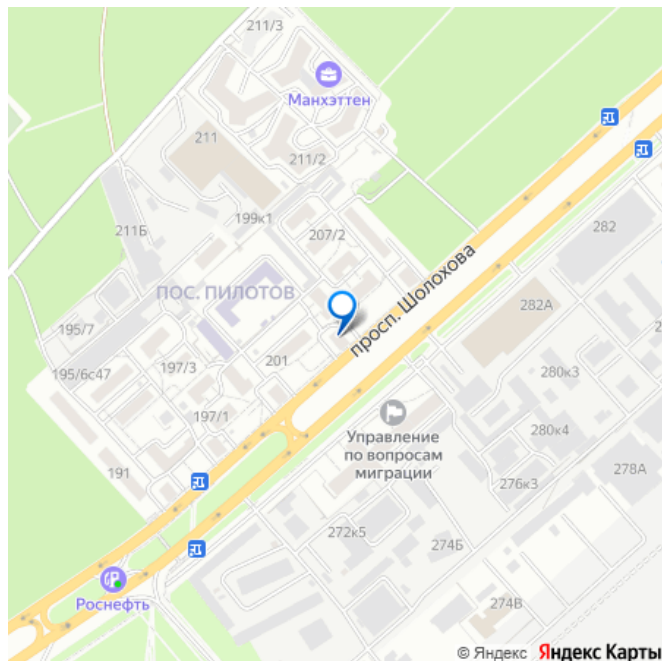 211/3
Манхэттен
211
211/2
282
199к1
211Б
207/2
просп. Шолохова
ПОС. ПИЛОТОВ
282А
195/7
197/3
201
195/6с47
280к3
197/1
Управление
по вопросам
миграции
280к4
191
278А
276к3
272к5
274Б
Роснефть
274В
© Яндекс Яндекс Карты